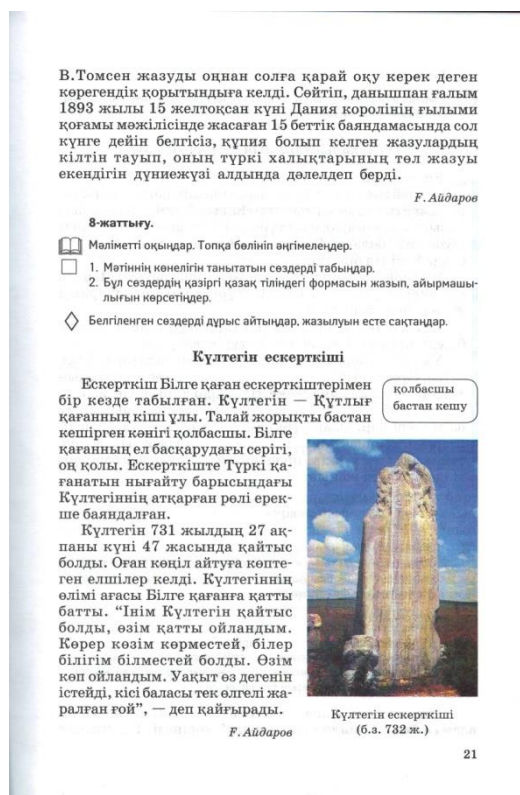 В.Томсен жазуды оңнан солға қарай оқу керек деген
көрегендік қорытындыға келді. Сөйтіп, данышпан ғалым
1893 жылы 15 желтоқсан күні Дания королінің ғылыми
қоғамы мәжілісінде жасаған 15 беттік баяндамасында сол
күнге дейін белгісіз, құпия болып келген жазулардың
кілтін тауып, оның түркі халықтарының төл жазуы
екендігін дүниежүзі алдында дәлелдеп берді.
Ғ. Айдаров
8-жаттығу.
Мәліметті оқыңдар. Топқа бөлініп әңгімелеңдер.
1. Мәтіннің көнелігін танытатын сөздерді табыңдар.
2. Бұл сөздердің қазіргі қазақ тіліндегі формасын жазып, айырмашы-
лығын көрсетіңдер.
Белгіленген сөздерді дұрыс айтыңдар, жазылуын есте сақтаңдар.
Күлтегін ескерткіші
Ескерткіш Білге қаған ескерткіштерімен
бір кезде табылған. Күлтегін — Құтлығ
қағанның кіші ұлы. Талай жорықты бастан
кешірген кәнігі қолбасшы. Білге
қағанның ел басқарудағы серігі,
оң қолы. Ескерткіште Түркі қа-
ғанатын нығайту барысындағы
Күлтегіннің атқарған рөлі ерек-
ше баяндалған.
Күлтегін 731 жылдың 27 ақ-
паны күні 47 жасында қайтыс
болды. Оған көңіл айтуға көпте-
ген елшілер келді. Күлтегіннің
өлімі ағасы Білге қағанға қатты
батты. “Інім Күлтегін қайтыс
болды, өзім қатты ойландым.
Көрер көзім көрместей, білер
білігім білместей болды. Өзім
көп ойландым. Уақыт өз дегенін
істейді, кісі баласы тек өлгелі жа-
ралған ғой”, — деп қайғырады.
Ғ. Айдаров
қолбасшы
бастан кешу
Күлтегін ескерткіші
(б.з. 732 ж.)
21